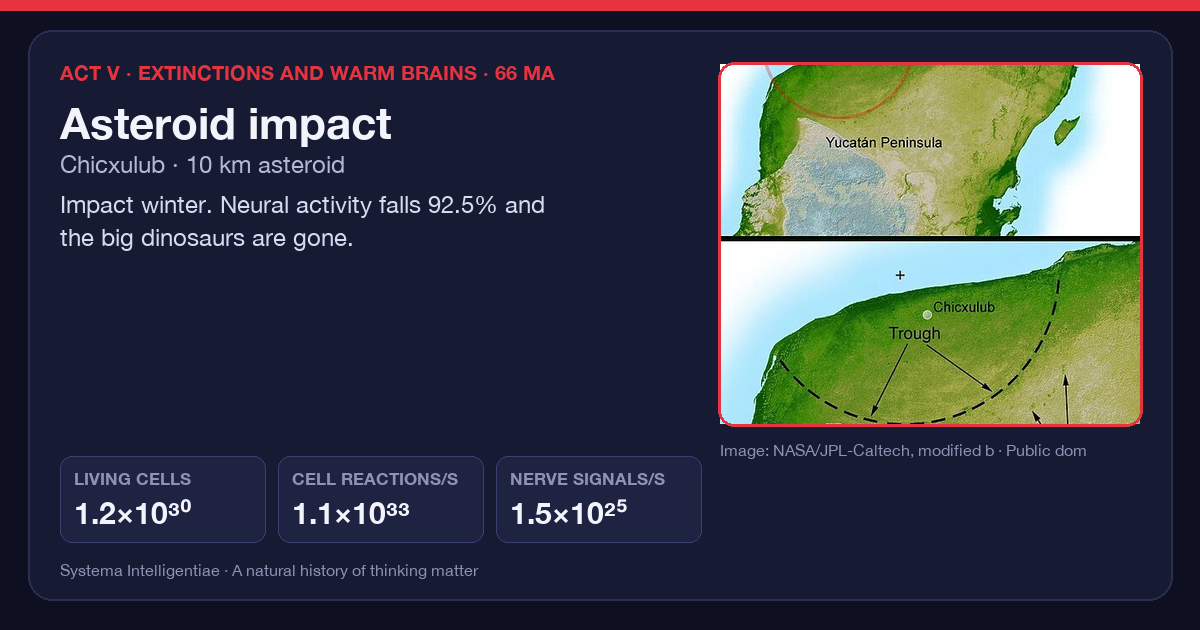 ACT V · EXTINCTIONS AND WARM BRAINS · 66 MA
Asteroid impact
Chicxulub · 10 km asteroid
Impact winter. Neural activity falls 92.5% and
the big dinosaurs are gone.
Yucatán Peninsula
+
Chicxulub
Trough
Image: NASA/JPL-Caltech, modified b · Public dom
LIVING CELLS
1.2×10³⁰
CELL REACTIONS/S
1.1×10³³
NERVE SIGNALS/S
1.5×10²⁵
Systema Intelligentiae · A natural history of thinking matter